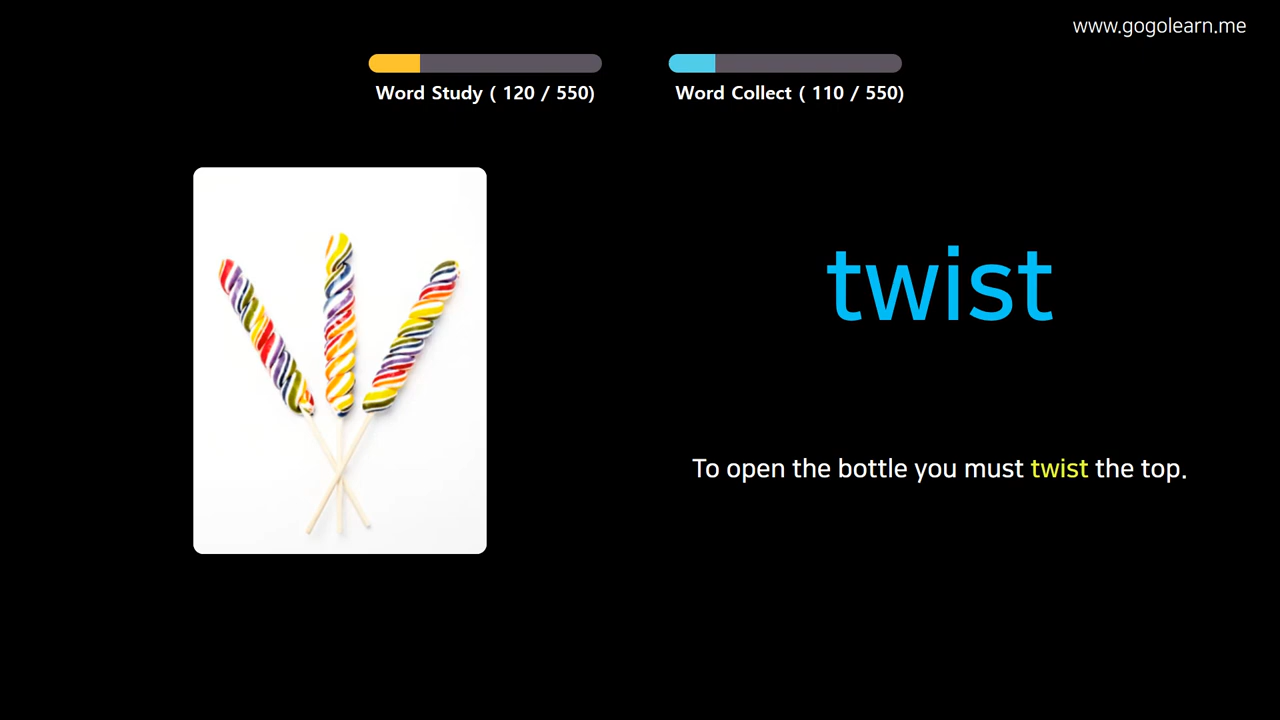 www.gogolearn.me
Word Study ( 120 / 550)
Word Collect ( 110 / 550)
twist
To open the bottle you must twist the top.